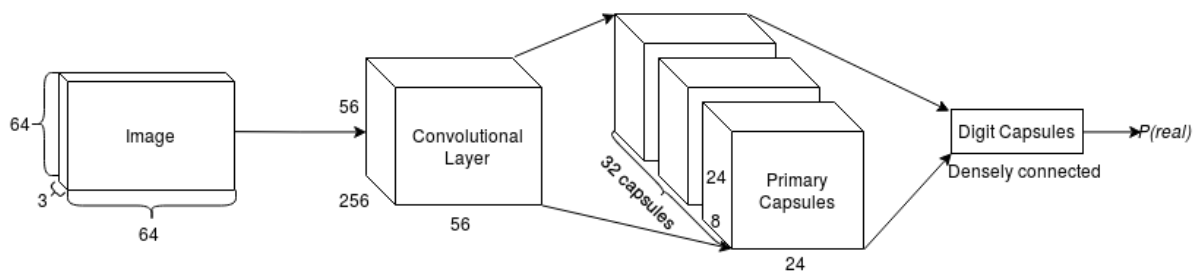 64
3
64
Image
56
256
56
Convolutional
Layer
32 capsules
24
8
24
Primary
Capsules
Digit Capsules
Densely connected
P(real)